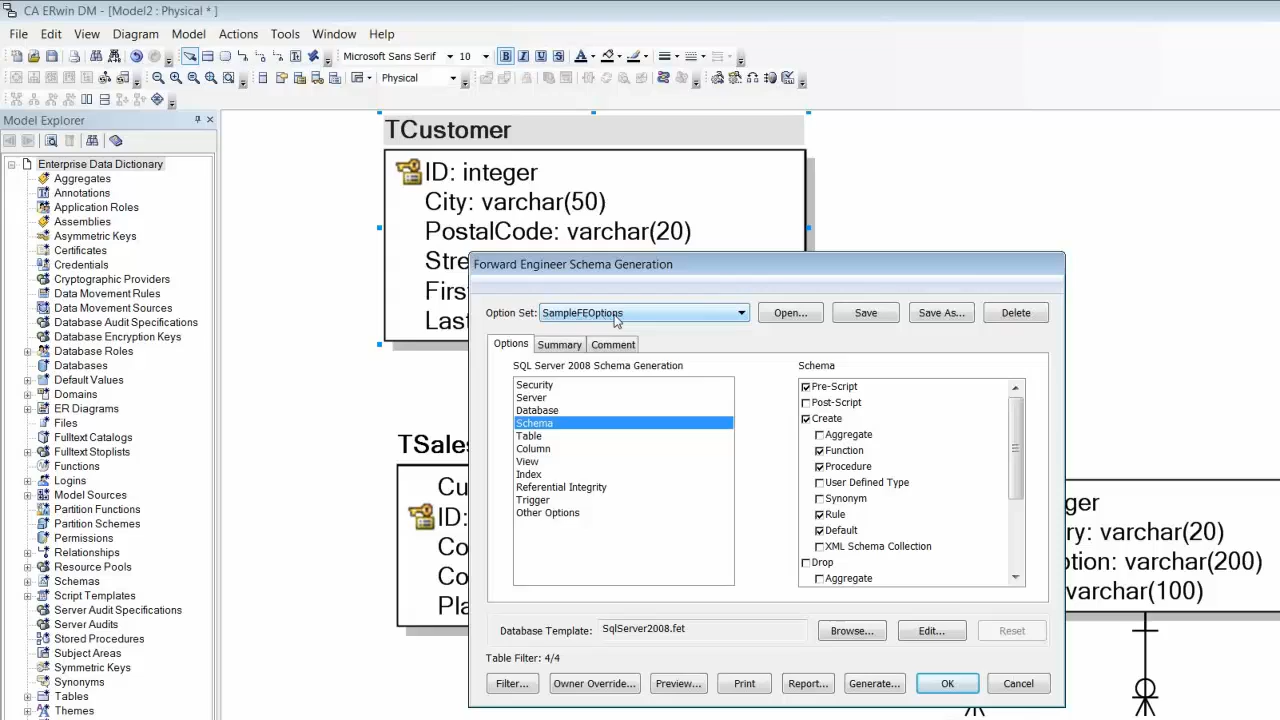 CA ERwin DM - [Model2 : Physical * ]
File Edit View Diagram Model Actions Tools Window Help
Microsoft Sans Serif 10 B I U S A
Physical
Model Explorer
Enterprise Data Dictionary
Aggregates
Annotations
Application Roles
Assemblies
Asymmetric Keys
Certificates
Credentials
Cryptographic Providers
Data Movement Rules
Data Movement Sources
Database Audit Specifications
Database Encryption Keys
Database Roles
Databases
Default Values
Domains
ER Diagrams
Files
Fulltext Catalogs
Fulltext Stoplists
Functions
Logins
Model Sources
Partition Functions
Partition Schemes
Permissions
Relationships
Resource Pools
Schemas
Script Templates
Server Audit Specifications
Server Audits
Stored Procedures
Subject Areas
Symmetric Keys
Synonyms
Tables
Themes
TCustomer
ID: integer
City: varchar(50)
PostalCode: varchar(20)
Stre
Firs
Last
TSales
Cu
ID:
Co
Co
Pla
Forward Engineer Schema Generation
Option Set: SampleFEOptions Open... Save Save As... Delete
Options Summary Comment
SQL Server 2008 Schema Generation
Security
Server
Database
Schema
Table
Column
View
Index
Referential Integrity
Trigger
Other Options
Schema
Pre-Script
Post-Script
Create
Aggregate
Function
Procedure
User Defined Type
Synonym
Rule
Default
XML Schema Collection
Drop
Aggregate
Database Template: SqlServer2008.fet Browse... Edit... Reset
Table Filter: 4/4
Filter... Owner Override... Preview... Print Report... Generate... OK Cancel
ger
ry: varchar(20)
ption: varchar(200)
varchar(100)